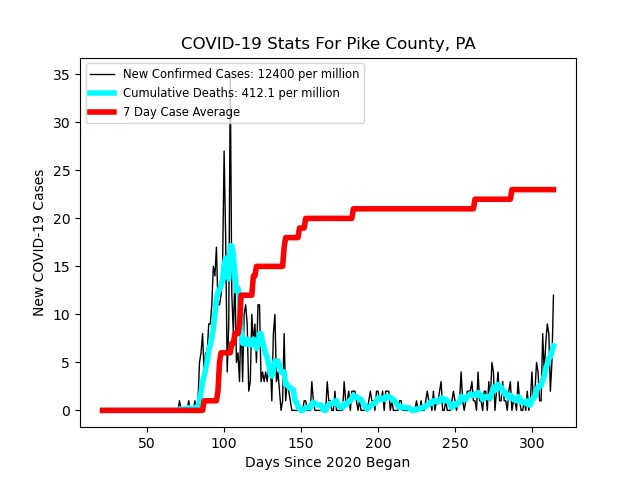 COVID-19 Stats For Pike County, PA
New Confirmed Cases: 12400 per million
Cumulative Deaths: 412.1 per million
7 Day Case Average
35
30
25
20
15
10
5
0
New COVID-19 Cases
50 100 150 200 250 300
Days Since 2020 Began